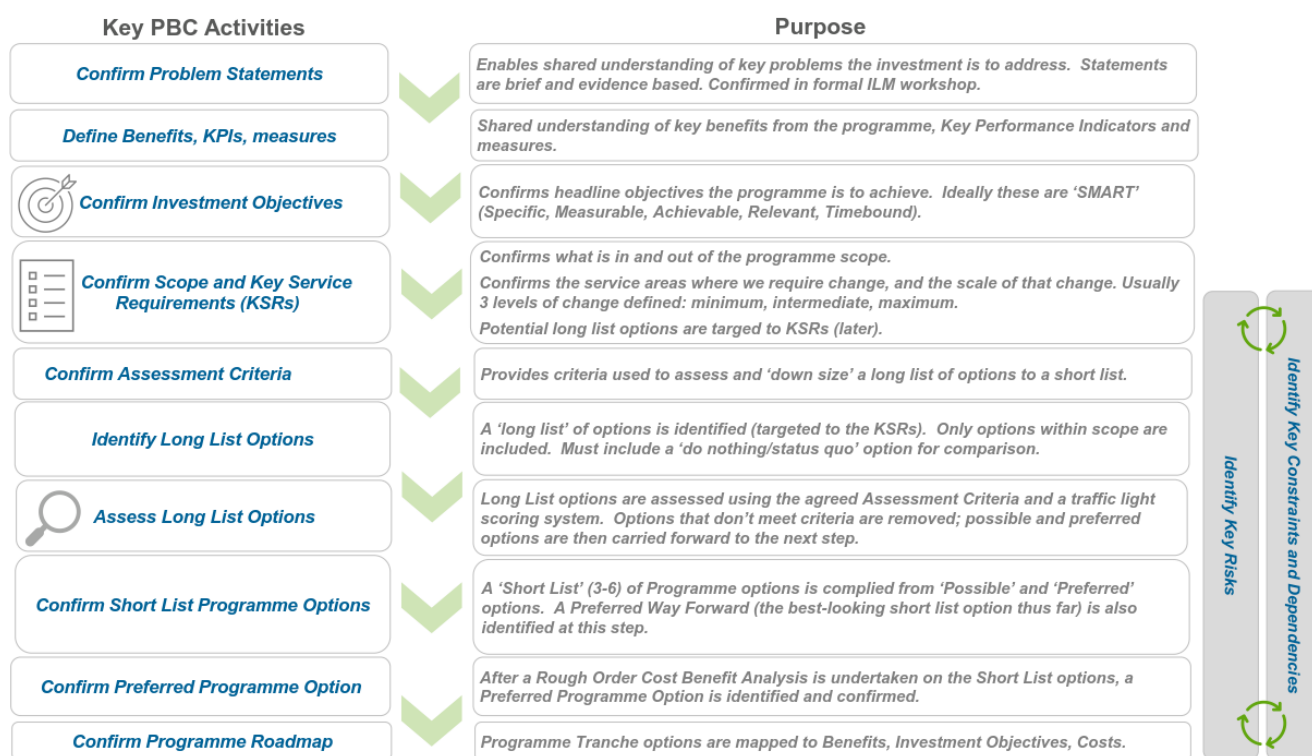 Key PBC Activities
Purpose
Confirm Problem Statements
Enables shared understanding of key problems the investment is to address. Statements
are brief and evidence based. Confirmed in formal ILM workshop.
Define Benefits, KPIs, measures
Shared understanding of key benefits from the programme, Key Performance Indicators and
measures.
Confirm Investment Objectives
Confirms headline objectives the programme is to achieve. Ideally these are ‘SMART’
(Specific, Measurable, Achievable, Relevant, Timebound).
Confirm Scope and Key Service
Requirements (KSRs)
Confirms what is in and out of the programme scope.
Confirms the service areas where we require change, and the scale of that change. Usually
3 levels of change defined: minimum, intermediate, maximum.
Potential long list options are targed to KSRs (later).
Confirm Assessment Criteria
Provides criteria used to assess and ‘down size’ a long list of options to a short list.
Identify Long List Options
A ‘long list’ of options is identified (targeted to the KSRs). Only options within scope are
included. Must include a ‘do nothing/status quo’ option for comparison.
Assess Long List Options
Long List options are assessed using the agreed Assessment Criteria and a traffic light
scoring system. Options that don’t meet criteria are removed; possible and preferred
options are then carried forward to the next step.
Confirm Short List Programme Options
A ‘Short List’ (3-6) of Programme options is complied from ‘Possible’ and ‘Preferred’
options. A Preferred Way Forward (the best-looking short list option thus far) is also
identified at this step.
Confirm Preferred Programme Option
After a Rough Order Cost Benefit Analysis is undertaken on the Short List options, a
Preferred Programme Option is identified and confirmed.
Confirm Programme Roadmap
Programme Tranche options are mapped to Benefits, Investment Objectives, Costs.
Identify Key Risks
Identify Key Constraints and Dependencies